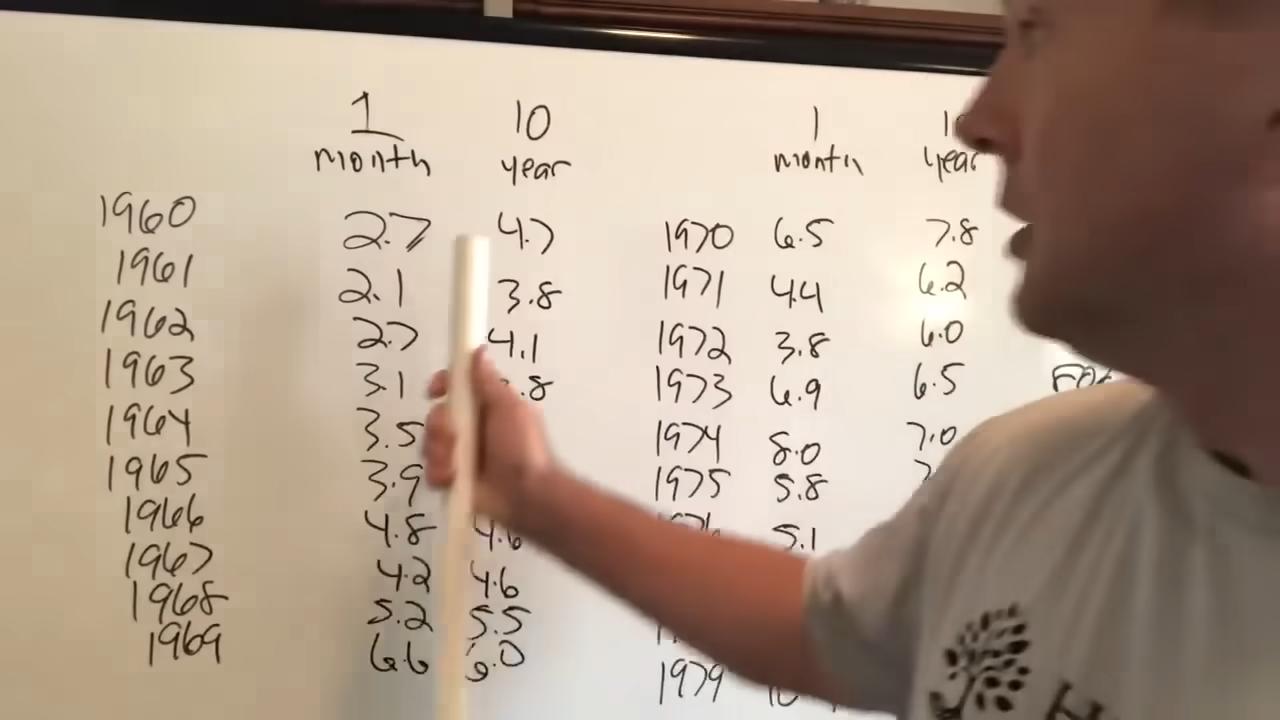 1 10
month year
1960 2.7 4.7
1961 2.1 3.8
1962 2.7 4.1
1963 3.1 .8
1964 3.5
1965 3.9
1966 4.8 4.6
1967 4.2 4.6
1968 5.2 5.5
1969 6.6 6.0
1
month year
1970 6.5 7.8
1971 4.4 6.2
1972 3.8 6.0
1973 6.9 6.5
1974 8.0 7.0
1975 5.8
5.1
1979